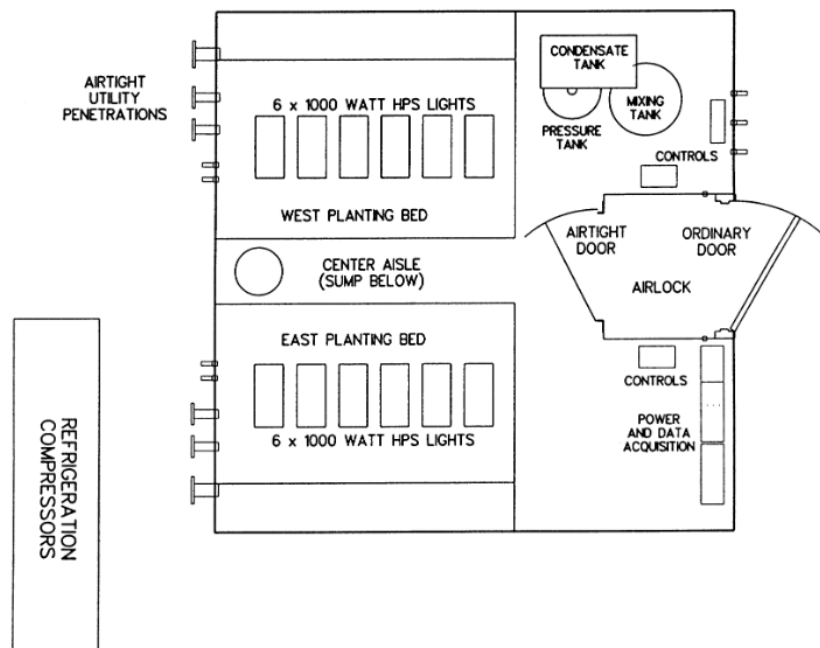 AIRTIGHT
UTILITY
PENETRATIONS
6 x 1000 WATT HPS LIGHTS
WEST PLANTING BED
CONDENSATE
TANK
MIXING
TANK
PRESSURE
TANK
CONTROLS
AIRTIGHT
DOOR
ORDINARY
DOOR
AIRLOCK
CENTER AISLE
(SUMP BELOW)
EAST PLANTING BED
6 x 1000 WATT HPS LIGHTS
CONTROLS
POWER
AND DATA
ACQUISITION
REFRIGERATION
COMPRESSORS